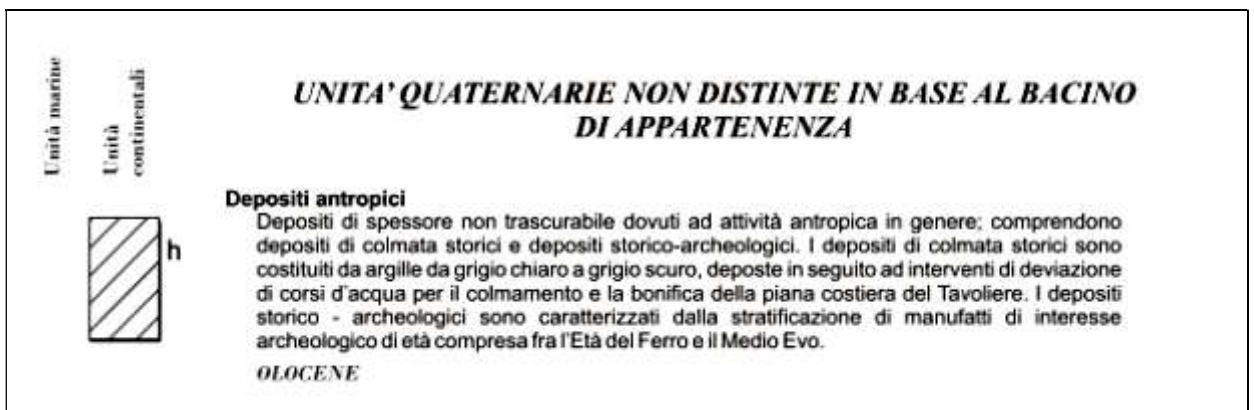 Unità marine
Unità
continentali
UNITA' QUATERNARIE NON DISTINTE IN BASE AL BACINO
DI APPARTENENZA
Depositi antropici
Depositi di spessore non trascurabile dovuti ad attività antropica in genere; comprendono
depositi di colmata storici e depositi storico-archeologici. I depositi di colmata storici sono
costituiti da argille da grigio chiaro a grigio scuro, deposte in seguito ad interventi di deviazione
di corsi d'acqua per il colmamento e la bonifica della piana costiera del Tavoliere. I depositi
storico - archeologici sono caratterizzati dalla stratificazione di manufatti di interesse
archeologico di età compresa fra l'Età del Ferro e il Medio Evo.
h
OLOCENE